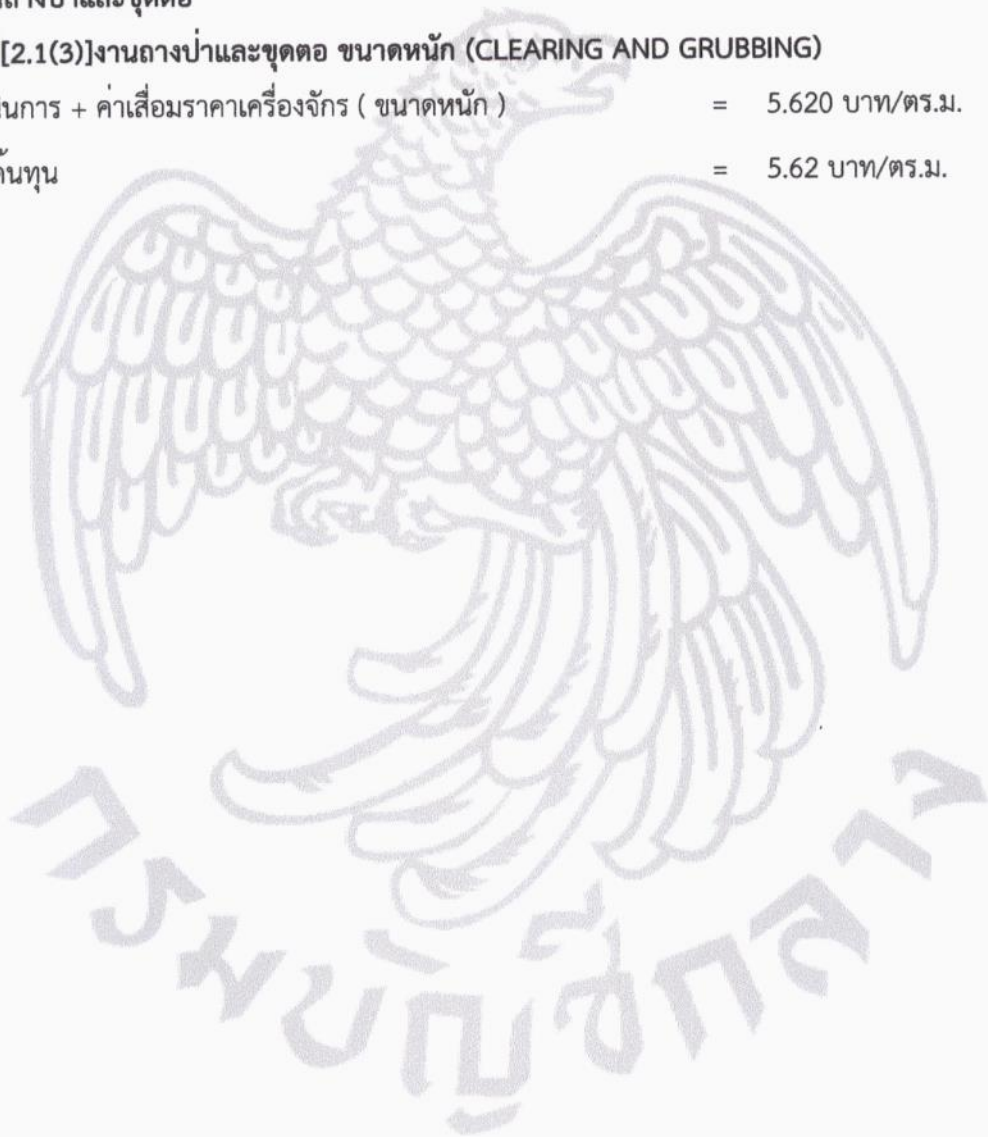 [2.1(3)]งานถางป่าและขุดตอ ขนาดหนัก (CLEARING AND GRUBBING)
+ ค่าเสื่อมราคาเครื่องจักร ( ขนาดหนัก ) = 5.620 บาท/ตร.ม.
= 5.62 บาท/ตร.ม.
กรมบัญชีกลาง